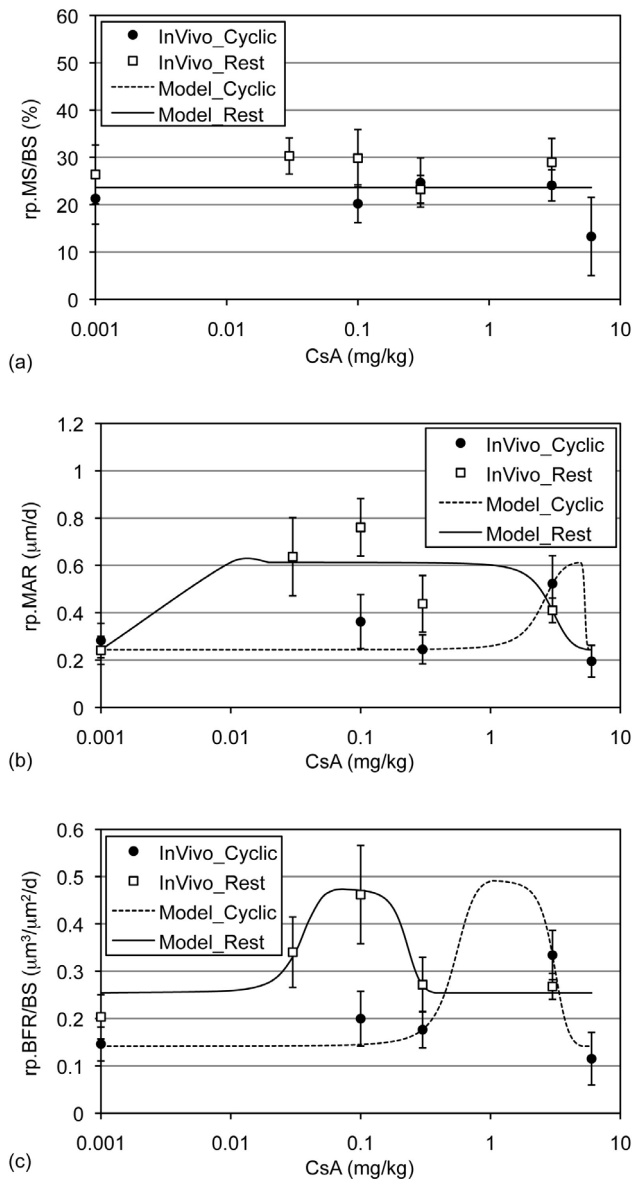 60
50
40
30
20
10
0
rp.MS/BS (%)
InVivo_Cyclic
InVivo_Rest
Model_Cyclic
Model_Rest
0.001 0.01 0.1 1 10
CsA (mg/kg)
(a)
1.2
1
0.8
0.6
0.4
0.2
0
rp.MAR (μm/d)
InVivo_Cyclic
InVivo_Rest
Model_Cyclic
Model_Rest
0.001 0.01 0.1 1 10
CsA (mg/kg)
(b)
0.6
0.5
0.4
0.3
0.2
0.1
0
rp.BFR/BS (μm³/μm²/d)
InVivo_Cyclic
InVivo_Rest
Model_Cyclic
Model_Rest
0.001 0.01 0.1 1 10
CsA (mg/kg)
(c)